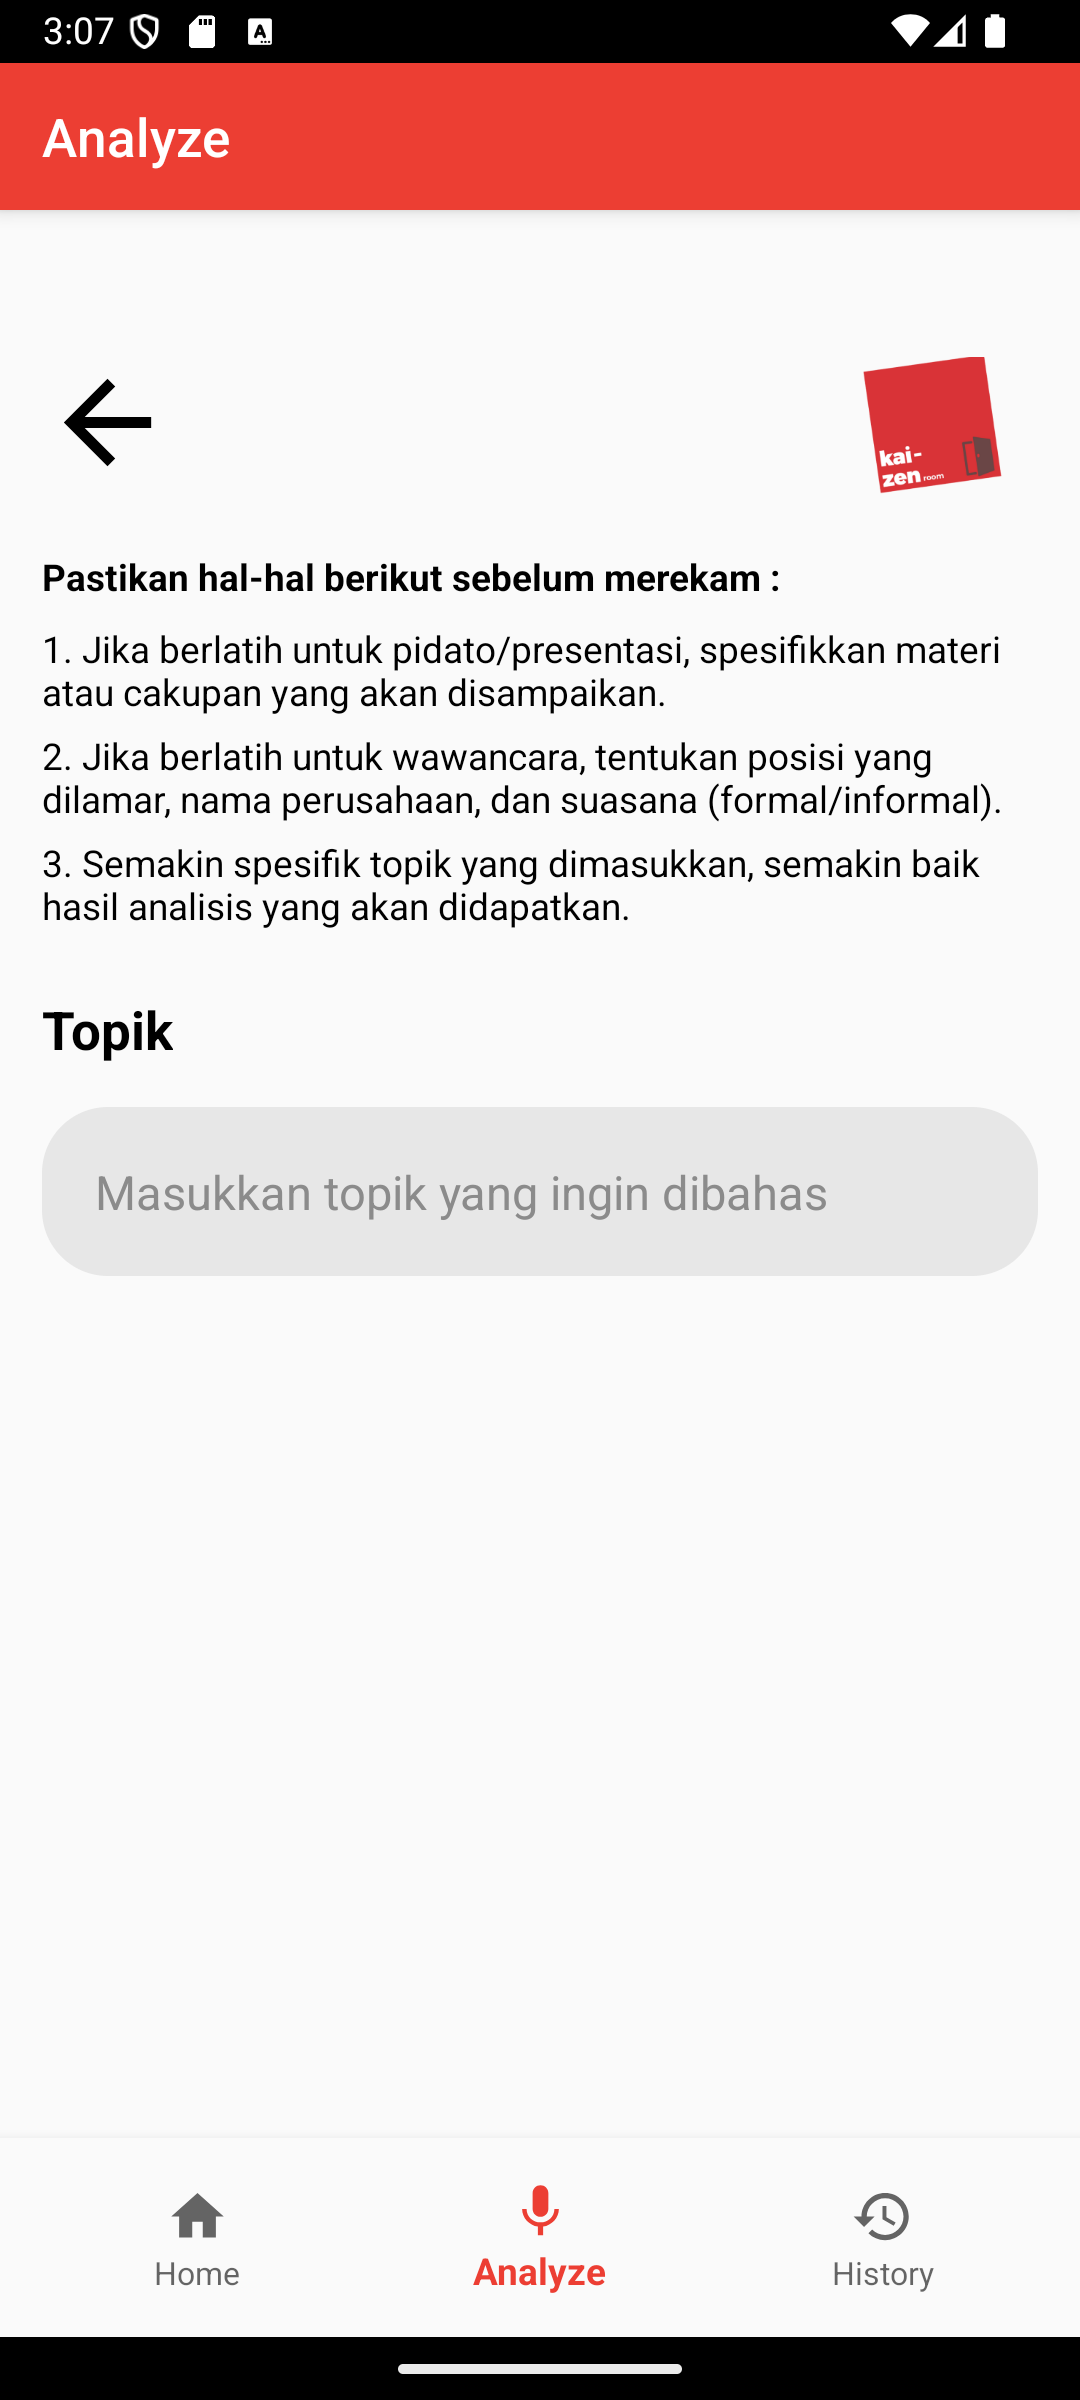 3:07
Analyze
kai-
zen room
Pastikan hal-hal berikut sebelum merekam :
1. Jika berlatih untuk pidato/presentasi, spesifikkan materi
atau cakupan yang akan disampaikan.
2. Jika berlatih untuk wawancara, tentukan posisi yang
dilamar, nama perusahaan, dan suasana (formal/informal).
3. Semakin spesifik topik yang dimasukkan, semakin baik
hasil analisis yang akan didapatkan.
Topik
Masukkan topik yang ingin dibahas
Home
Analyze
History